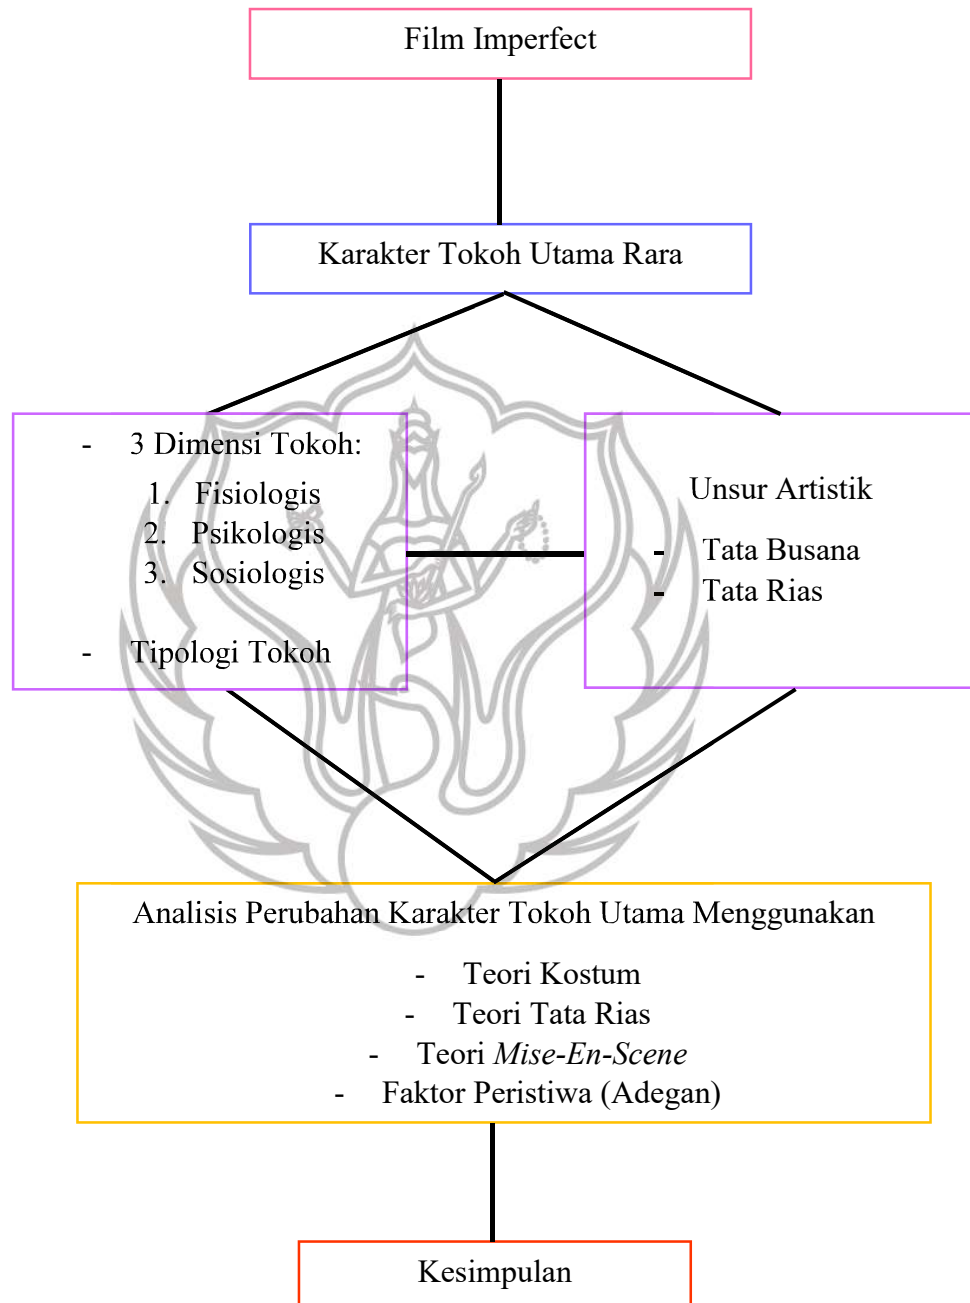 Film Imperfect
Karakter Tokoh Utama Rara
- 3 Dimensi Tokoh:
1. Fisiologis
2. Psikologis
3. Sosiologis
- Tipologi Tokoh
Unsur Artistik
- Tata Busana
- Tata Rias
Analisis Perubahan Karakter Tokoh Utama Menggunakan
- Teori Kostum
- Teori Tata Rias
- Teori Mise-En-Scene
- Faktor Peristiwa (Adegan)
Kesimpulan